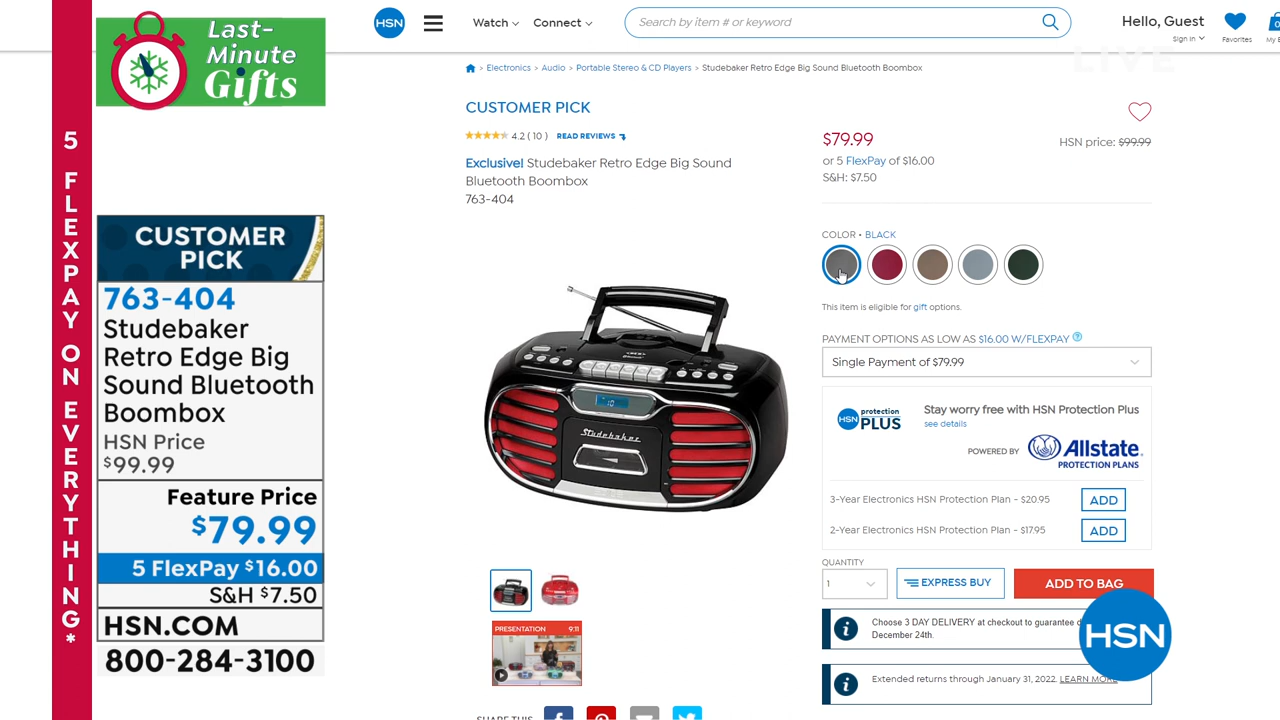 5 FLEXPAY ON EVERYTHING*
Last-
Minute
Gifts
CUSTOMER
PICK
763-404
Studebaker
Retro Edge Big
Sound Bluetooth
Boombox
HSN Price
$99.99
Feature Price
$79.99
5 FlexPay $16.00
S&H $7.50
HSN.COM
800-284-3100
HSN
Watch
Connect
Search by item # or keyword
Hello, Guest
Sign In
Favorites
0
LIVE
Electronics > Audio > Portable Stereo & CD Players > Studebaker Retro Edge Big Sound Bluetooth Boombox
CUSTOMER PICK
4.2 ( 10 ) READ REVIEWS
Exclusive! Studebaker Retro Edge Big Sound
Bluetooth Boombox
763-404
Studebaker
PRESENTATION 9:11
SHARE THIS
$79.99
HSN price: $99.99
or 5 FlexPay of $16.00
S&H: $7.50
COLOR • BLACK
This item is eligible for gift options.
PAYMENT OPTIONS AS LOW AS $16.00 W/FLEXPAY ?
Single Payment of $79.99
HSN protection PLUS
Stay worry free with HSN Protection Plus
see details
POWERED BY Allstate.
PROTECTION PLANS
3-Year Electronics HSN Protection Plan - $20.95 ADD
2-Year Electronics HSN Protection Plan - $17.95 ADD
QUANTITY
1
EXPRESS BUY
ADD TO BAG
Choose 3 DAY DELIVERY at checkout to guarantee
December 24th.
Extended returns through January 31, 2022. LEARN MORE
HSN